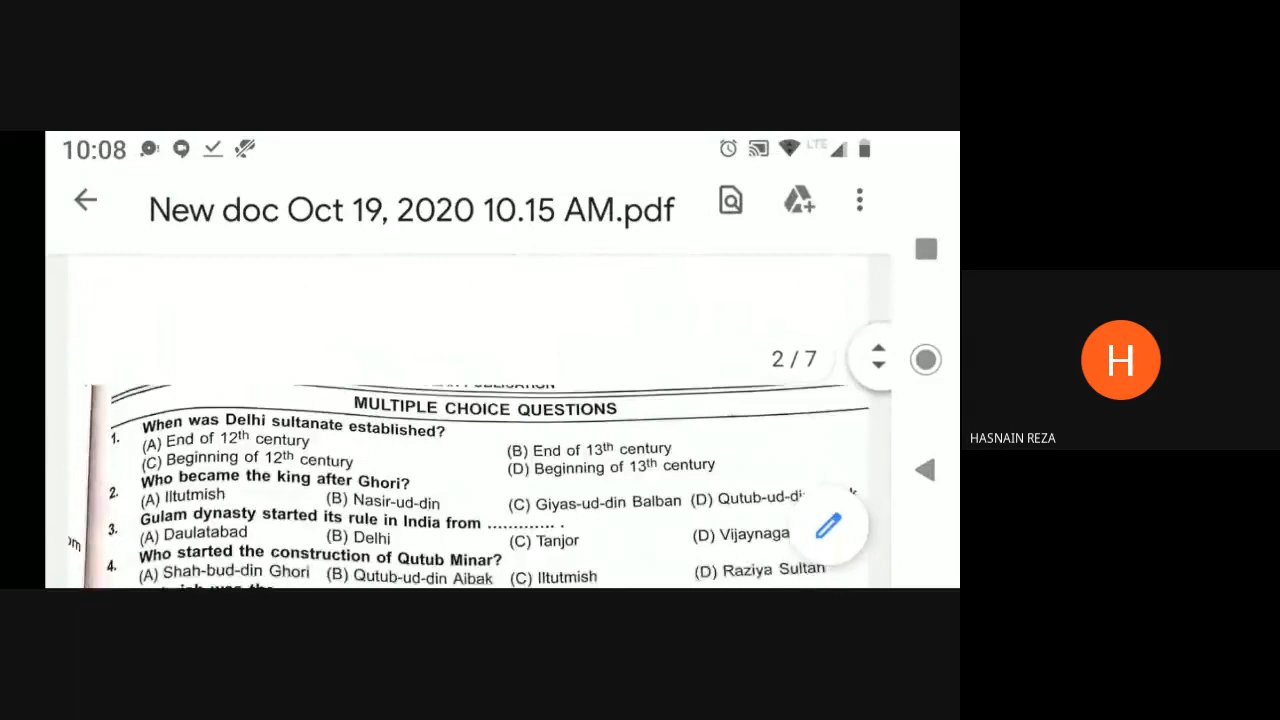 10:08
LTE
New doc Oct 19, 2020 10.15 AM.pdf
2 / 7
MULTIPLE CHOICE QUESTIONS
1. When was Delhi sultanate established?
(A) End of 12th century (B) End of 13th century
(C) Beginning of 12th century (D) Beginning of 13th century
2. Who became the king after Ghori?
(A) Iltutmish (B) Nasir-ud-din (C) Giyas-ud-din Balban (D) Qutub-ud-
3. Gulam dynasty started its rule in India from ............. .
(A) Daulatabad (B) Delhi (C) Tanjor (D) Vijaynaga
4. Who started the construction of Qutub Minar?
(A) Shah-bud-din Ghori (B) Qutub-ud-din Aibak (C) Iltutmish (D) Raziya Sultan
H
HASNAIN REZA